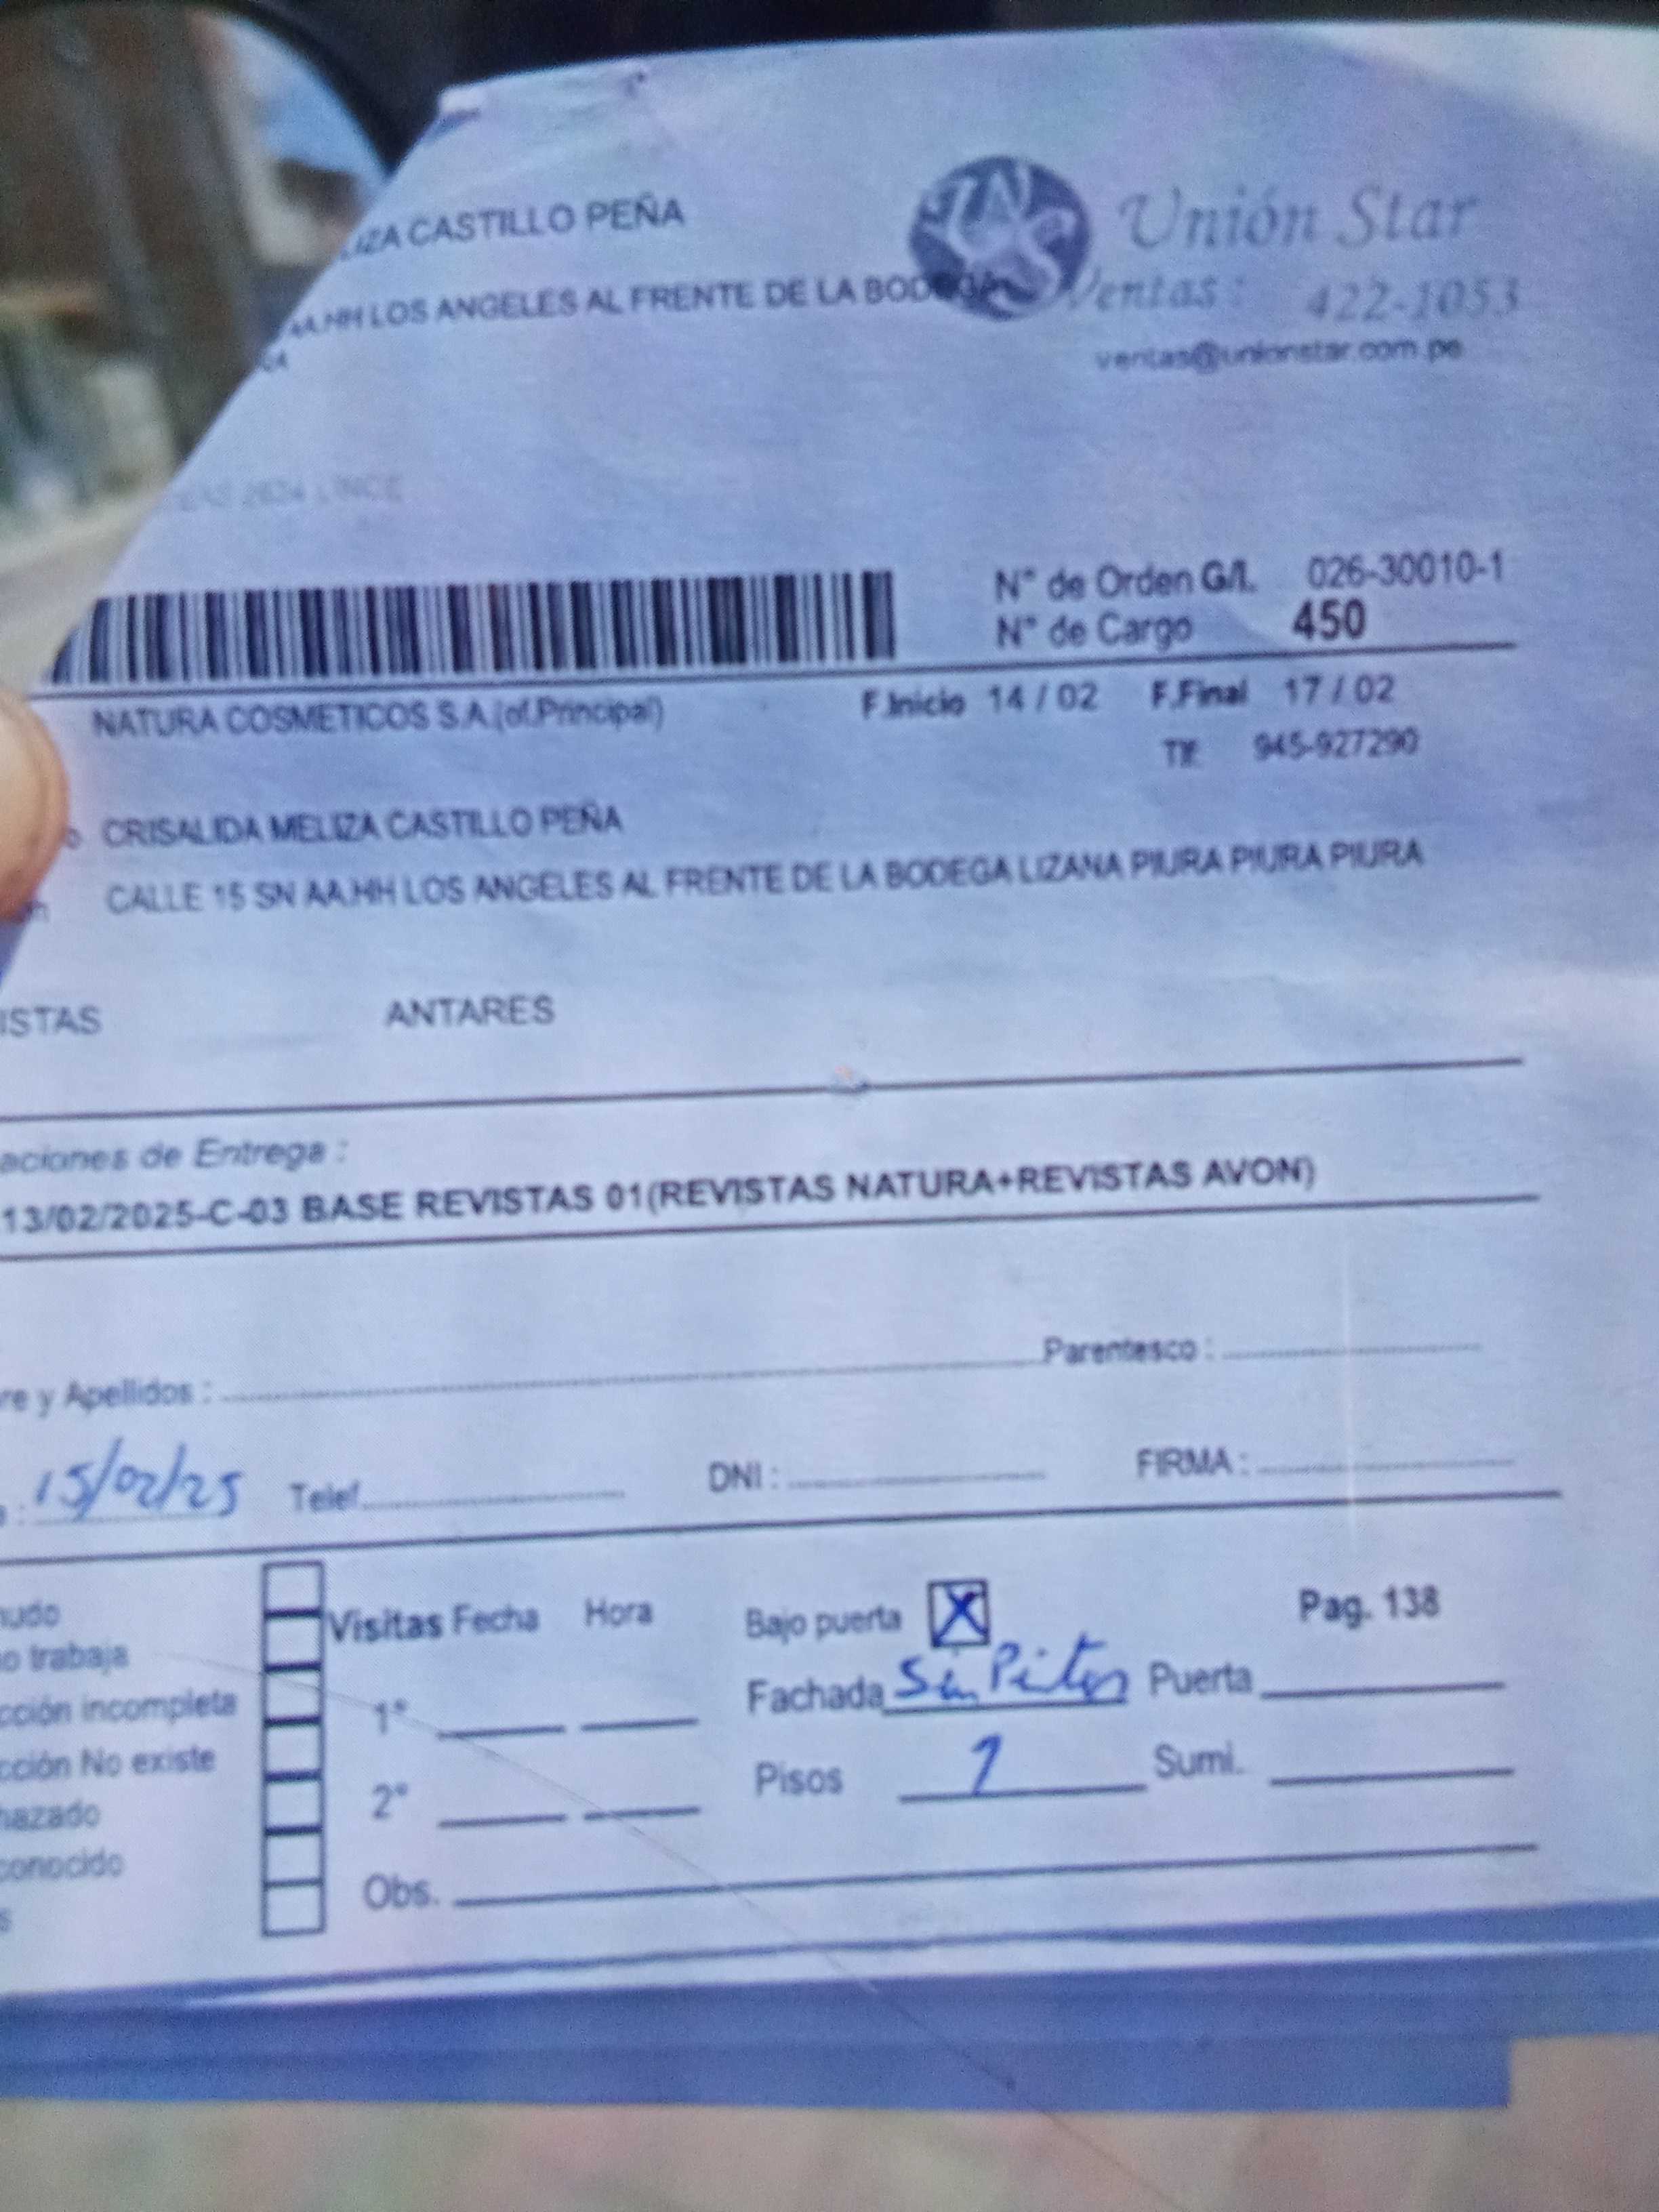 IZA CASTILLO PEÑA
Unión Star
AA.HH LOS ANGELES AL FRENTE DE LA BODEGA
Ventas : 422-1053
ventas@unionstar.com.pe
2634 LINCE
N° de Orden G/L. 026-30010-1
N° de Cargo 450
NATURA COSMETICOS S.A.(of.Principal) F.Inicio 14 / 02 F.Final 17 / 02
Tlf. 945-927290
CRISALIDA MELIZA CASTILLO PEÑA
CALLE 15 SN AA.HH LOS ANGELES AL FRENTE DE LA BODEGA LIZANA PIURA PIURA PIURA
ISTAS ANTARES
aciones de Entrega :
13/02/2025-C-03 BASE REVISTAS 01(REVISTAS NATURA+REVISTAS AVON)
Parentesco :
re y Apellidos :
: 15/02/25 Telef. DNI : FIRMA :
Visitas Fecha Hora Bajo puerta X Pag. 138
udo
o trabaja
cción incompleta 1° Fachada Sin Puerta
cción No existe 2° Pisos 1 Sumi.
hazado
conocido
Obs.
s